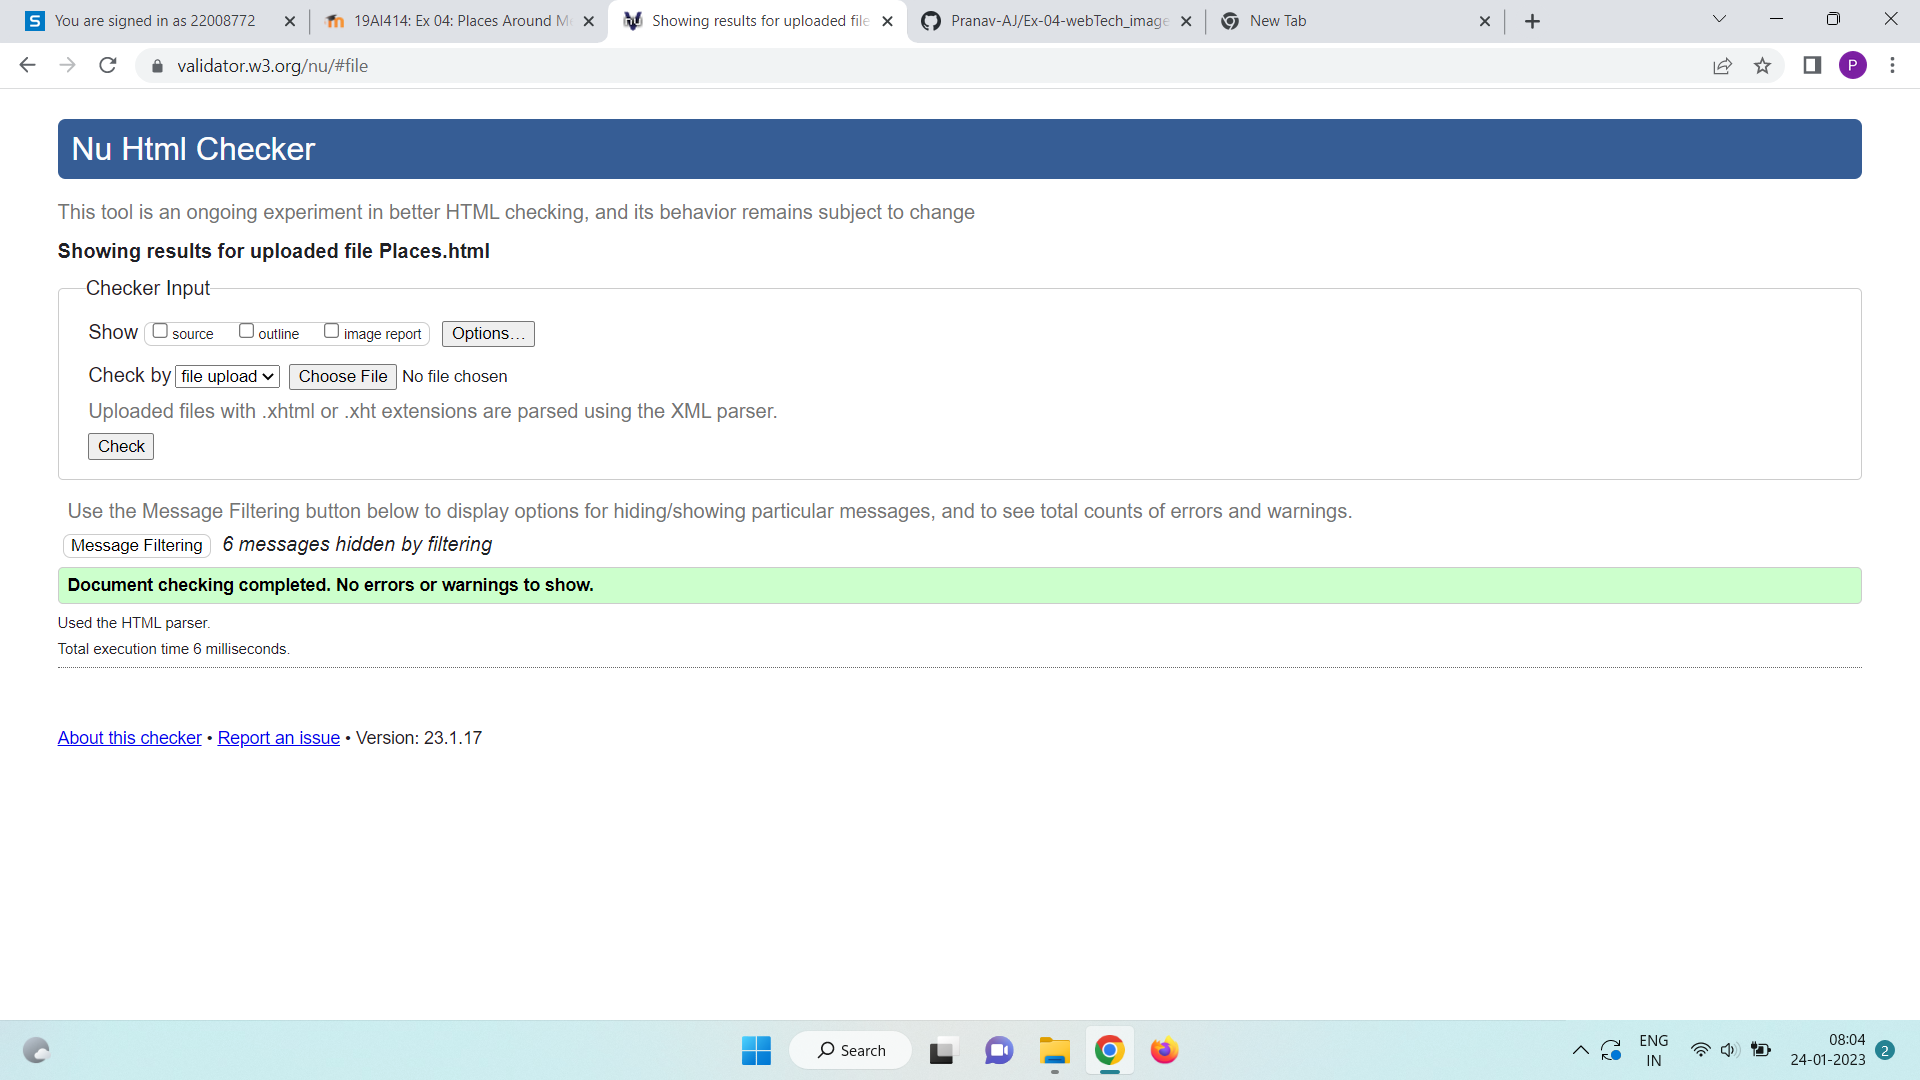 You are signed in as 22008772
19AI414: Ex 04: Places Around M
Showing results for uploaded file
Pranav-AJ/Ex-04-webTech_image
New Tab
validator.w3.org/nu/#file
P
Nu Html Checker
This tool is an ongoing experiment in better HTML checking, and its behavior remains subject to change
Showing results for uploaded file Places.html
Checker Input
Show source outline image report Options...
Check by file upload Choose File No file chosen
Uploaded files with .xhtml or .xht extensions are parsed using the XML parser.
Check
Use the Message Filtering button below to display options for hiding/showing particular messages, and to see total counts of errors and warnings.
Message Filtering 6 messages hidden by filtering
Document checking completed. No errors or warnings to show.
Used the HTML parser.
Total execution time 6 milliseconds.
About this checker • Report an issue • Version: 23.1.17
Search
ENG
IN
08:04
24-01-2023
2